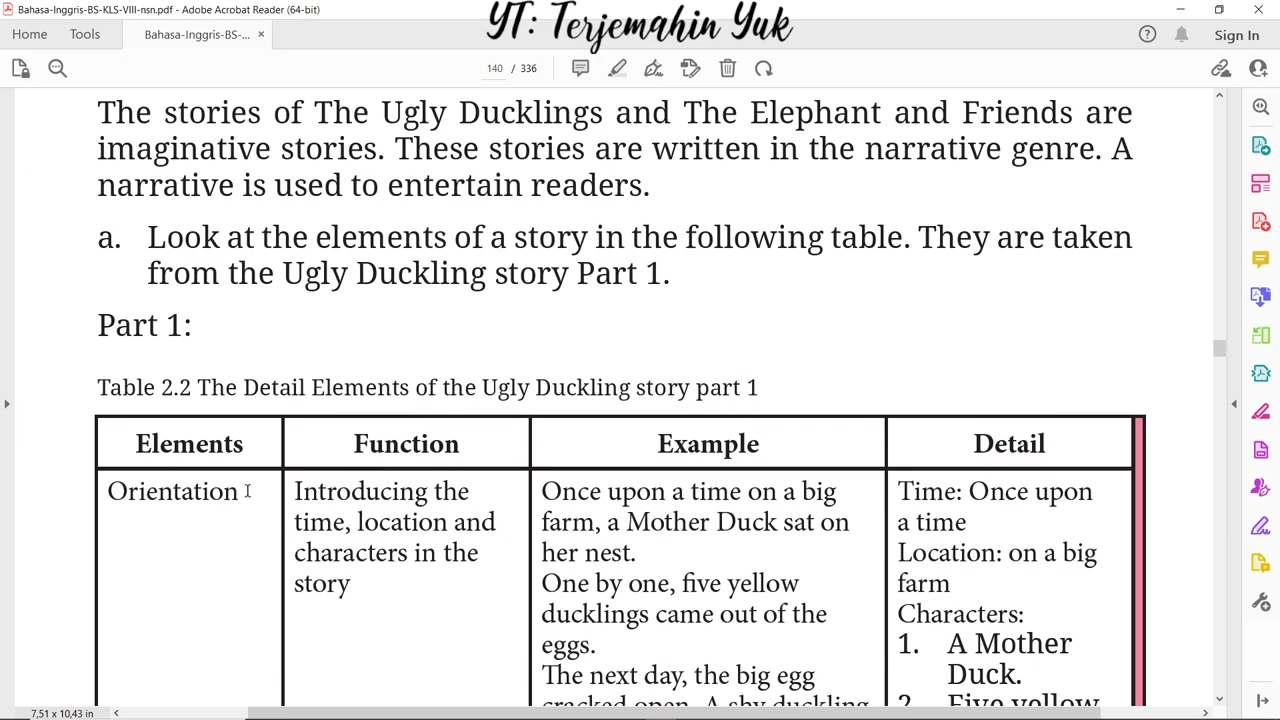 Bahasa-Inggris-BS-KLS-VIII-nsn.pdf - Adobe Acrobat Reader (64-bit)
YT: Terjemahin Yuk
Home Tools Bahasa-Inggris-BS-... × Sign In
140 / 336
The stories of The Ugly Ducklings and The Elephant and Friends are
imaginative stories. These stories are written in the narrative genre. A
narrative is used to entertain readers.
a. Look at the elements of a story in the following table. They are taken
from the Ugly Duckling story Part 1.
Part 1:
Table 2.2 The Detail Elements of the Ugly Duckling story part 1
Elements Function Example Detail
Orientation
Introducing the
time, location and
characters in the
story
Once upon a time on a big
farm, a Mother Duck sat on
her nest.
One by one, five yellow
ducklings came out of the
eggs.
The next day, the big egg
cracked open. A shy duckling
Time: Once upon
a time
Location: on a big
farm
Characters:
1. A Mother
Duck.
2. Five yellow
7,51 x 10,43 in